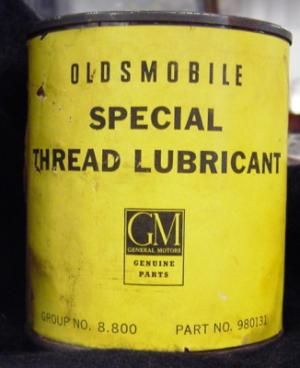 OLDSMOBILE
SPECIAL
THREAD LUBRICANT
GM
GENERAL MOTORS
GENUINE
PARTS
GROUP NO. 8.800 PART NO. 980131